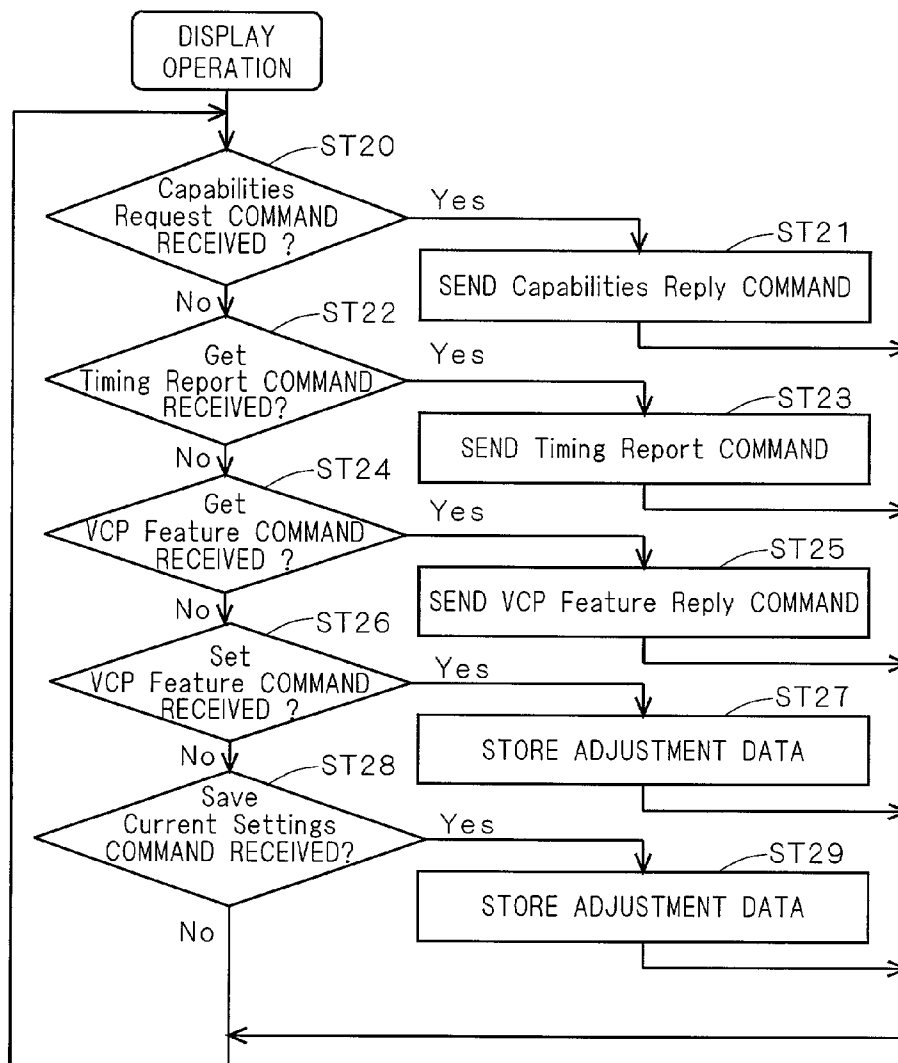 DISPLAY
OPERATION
ST20
Capabilities
Request COMMAND
RECEIVED ?
Yes
ST21
SEND Capabilities Reply COMMAND
No
ST22
Get
Timing Report COMMAND
RECEIVED?
Yes
ST23
SEND Timing Report COMMAND
No
ST24
Get
VCP Feature COMMAND
RECEIVED ?
Yes
ST25
SEND VCP Feature Reply COMMAND
No
ST26
Set
VCP Feature COMMAND
RECEIVED ?
Yes
ST27
STORE ADJUSTMENT DATA
No
ST28
Save
Current Settings
COMMAND RECEIVED?
Yes
ST29
STORE ADJUSTMENT DATA
No